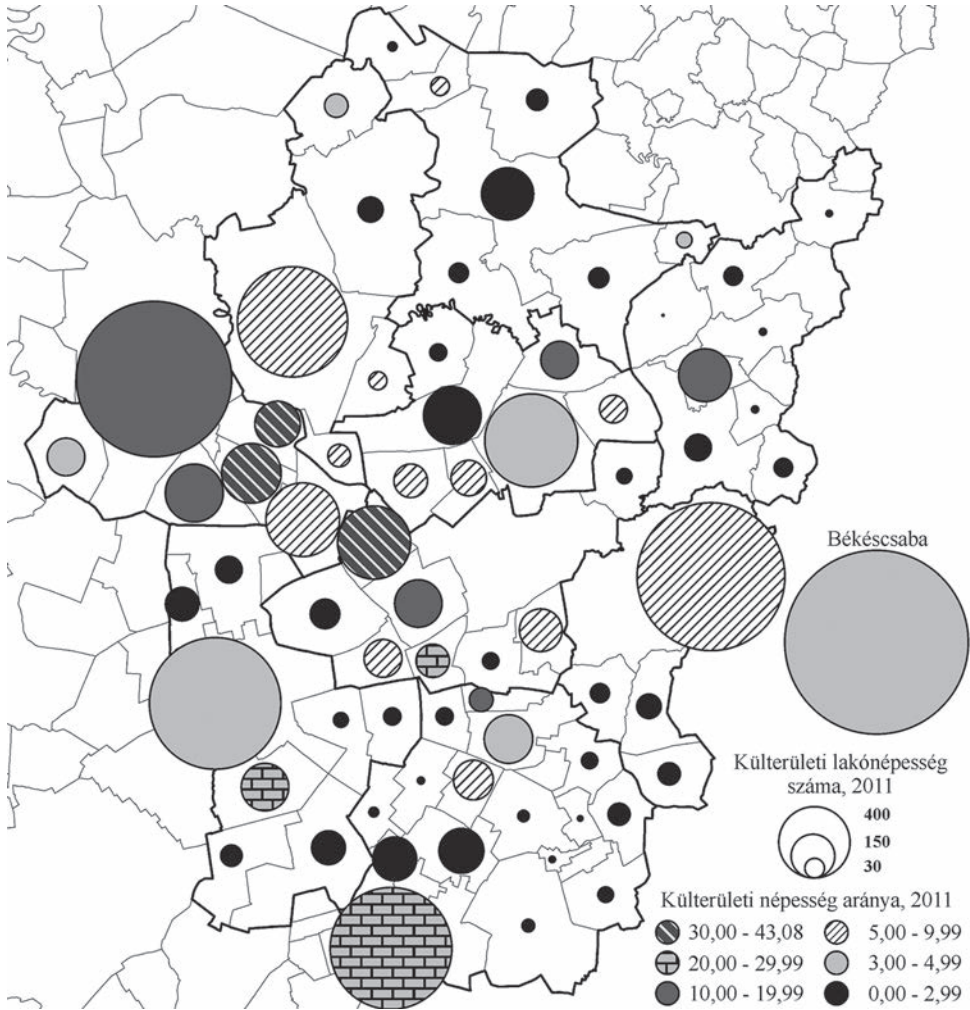 Békéscsaba
Külterületi lakónépesség
száma, 2011
400
150
30
Külterületi népesség aránya, 2011
30,00 - 43,08
5,00 - 9,99
20,00 - 29,99
3,00 - 4,99
10,00 - 19,99
0,00 - 2,99